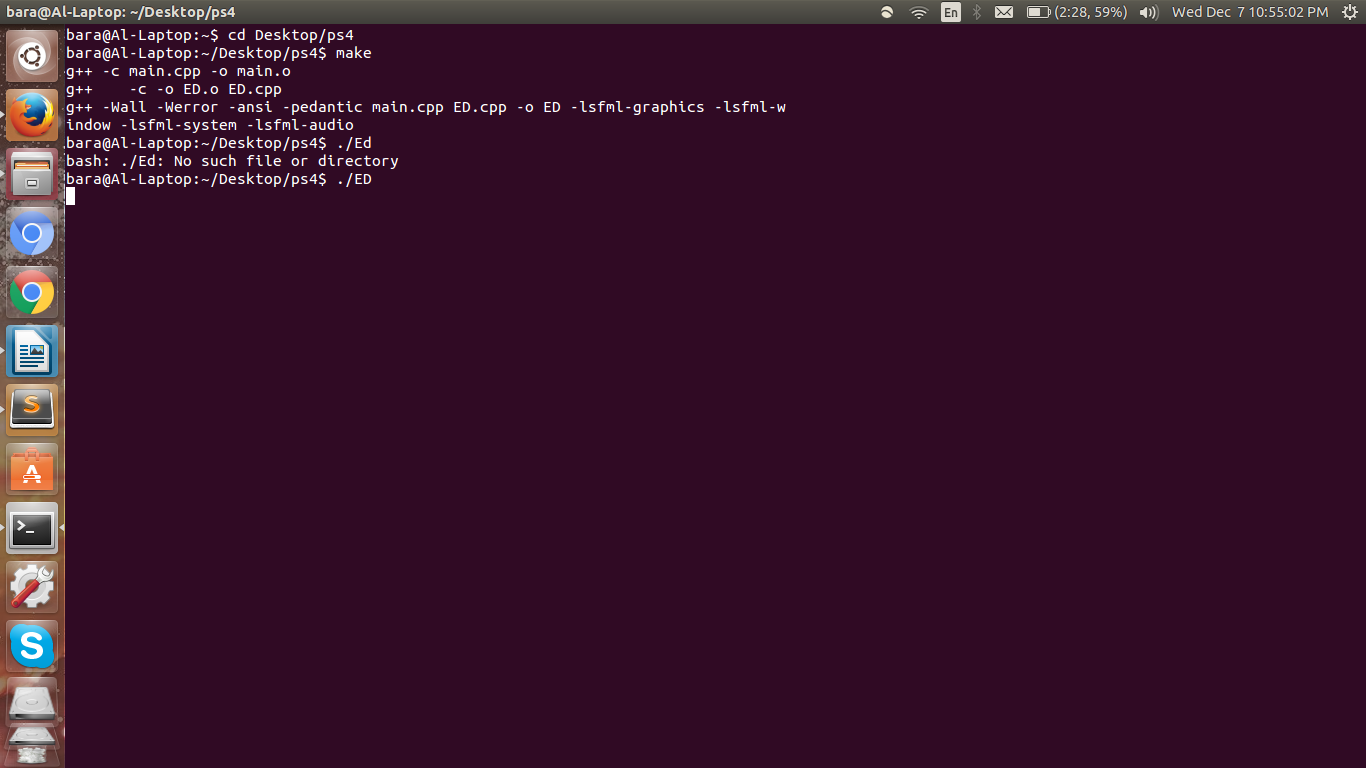 bara@Al-Laptop: ~/Desktop/ps4
En
(2:28, 59%)
Wed Dec 7 10:55:02 PM
bara@Al-Laptop:~$ cd Desktop/ps4
bara@Al-Laptop:~/Desktop/ps4$ make
g++ -c main.cpp -o main.o
g++    -c -o ED.o ED.cpp
g++ -Wall -Werror -ansi -pedantic main.cpp ED.cpp -o ED -lsfml-graphics -lsfml-w
indow -lsfml-system -lsfml-audio
bara@Al-Laptop:~/Desktop/ps4$ ./Ed
bash: ./Ed: No such file or directory
bara@Al-Laptop:~/Desktop/ps4$ ./ED